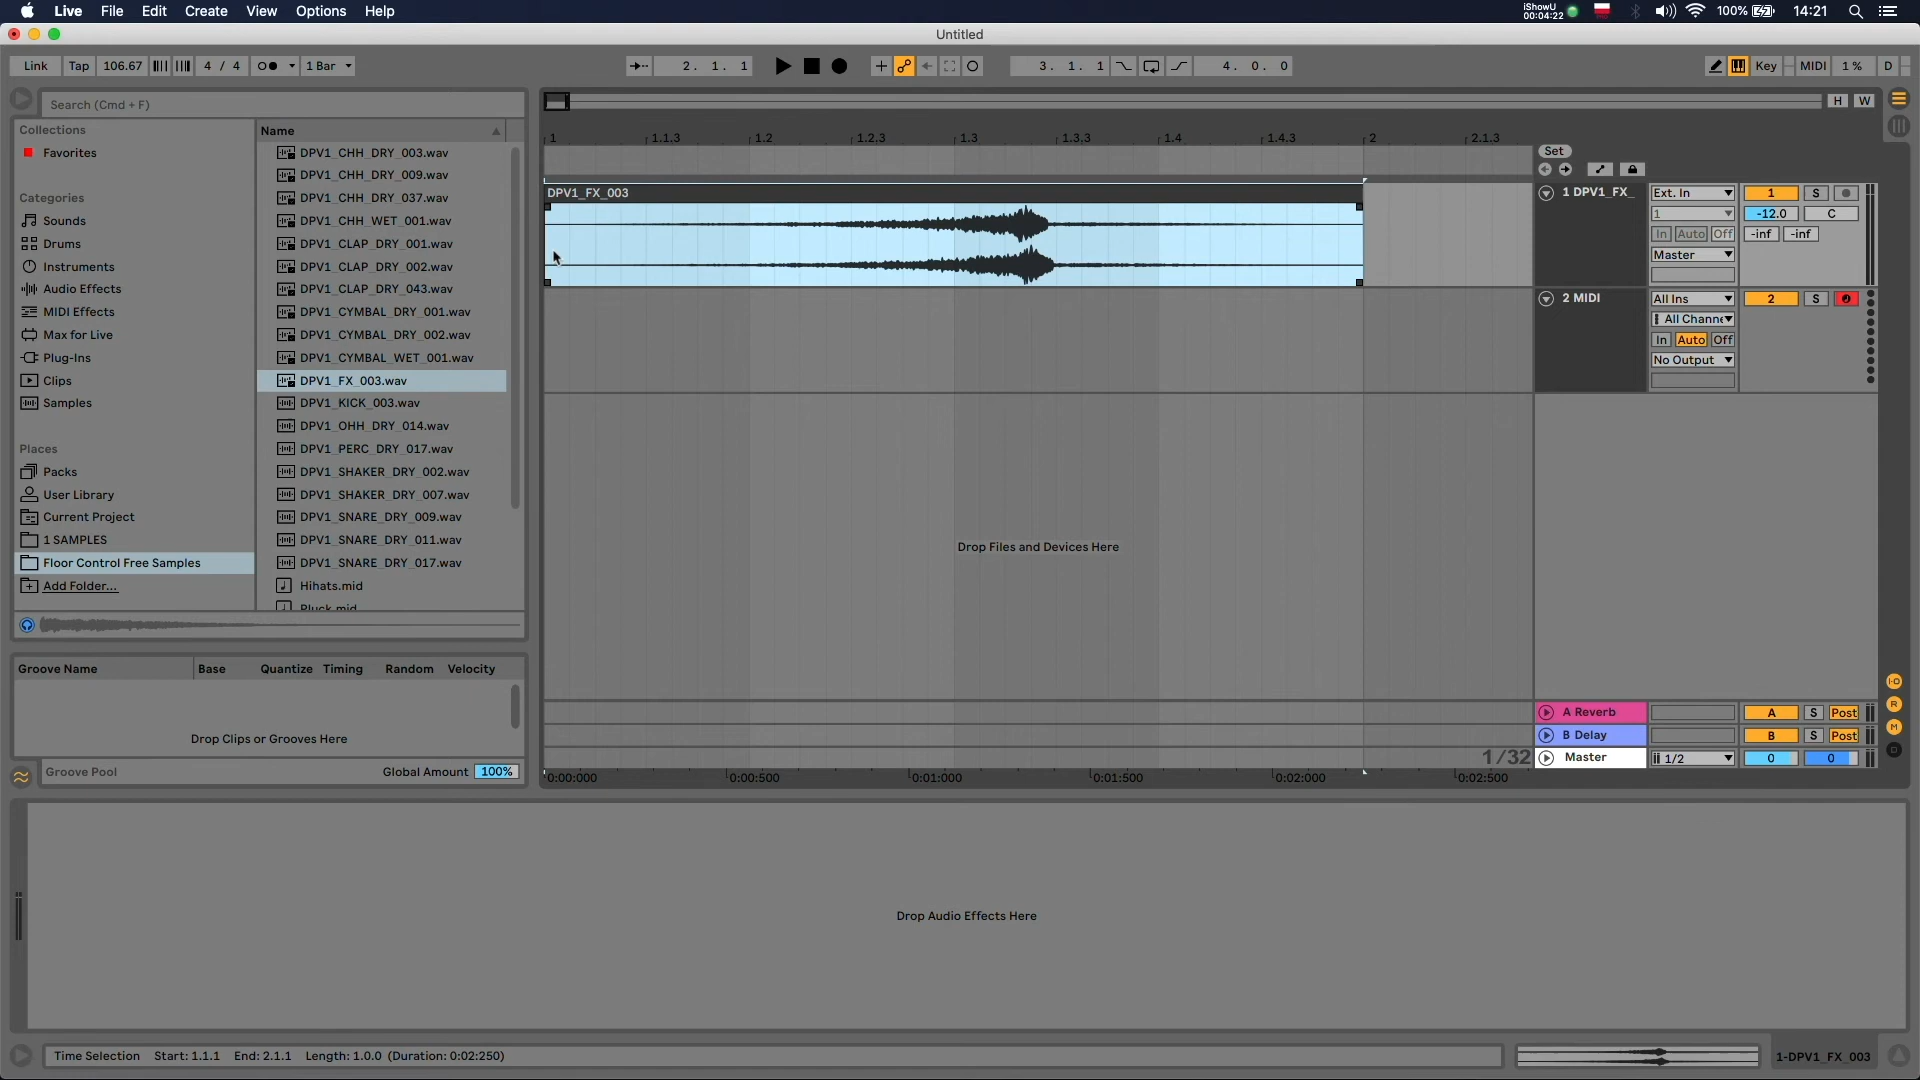 Live File Edit Create View Options Help
iShowU
00:04:22
100% 14:21
Untitled
Link Tap 106.67 4 / 4 1 Bar
2. 1. 1 3. 1. 1 4. 0. 0
Key MIDI 1 % D
Search (Cmd + F)
H W
Collections
Favorites
Categories
Sounds
Drums
Instruments
Audio Effects
MIDI Effects
Max for Live
Plug-Ins
Clips
Samples
Places
Packs
User Library
Current Project
1 SAMPLES
Floor Control Free Samples
Add Folder...
Name
DPV1_CHH_DRY_003.wav
DPV1_CHH_DRY_009.wav
DPV1_CHH_DRY_037.wav
DPV1_CHH_WET_001.wav
DPV1_CLAP_DRY_001.wav
DPV1_CLAP_DRY_002.wav
DPV1_CLAP_DRY_043.wav
DPV1_CYMBAL_DRY_001.wav
DPV1_CYMBAL_DRY_002.wav
DPV1_CYMBAL_WET_001.wav
DPV1_FX_003.wav
DPV1_KICK_003.wav
DPV1_OHH_DRY_014.wav
DPV1_PERC_DRY_017.wav
DPV1_SHAKER_DRY_002.wav
DPV1_SHAKER_DRY_007.wav
DPV1_SNARE_DRY_009.wav
DPV1_SNARE_DRY_011.wav
DPV1_SNARE_DRY_017.wav
Hihats.mid
Pluck.mid
1 1.1.3 1.2 1.2.3 1.3 1.3.3 1.4 1.4.3 2 2.1.3
Set
DPV1_FX_003
1 DPV1_FX_ Ext. In 1 S
1 -12.0 C
In Auto Off -inf -inf
Master
2 MIDI All Ins 2 S
All Channe
In Auto Off
No Output
Drop Files and Devices Here
A Reverb A S Post
B Delay B S Post
1/32 Master 1/2 0 0
0:00:000 0:00:500 0:01:000 0:01:500 0:02:000 0:02:500
I·O
R
M
D
Groove Name Base Quantize Timing Random Velocity
Drop Clips or Grooves Here
Groove Pool Global Amount 100%
Drop Audio Effects Here
Time Selection Start: 1.1.1 End: 2.1.1 Length: 1.0.0 (Duration: 0:02:250)
1-DPV1_FX_003